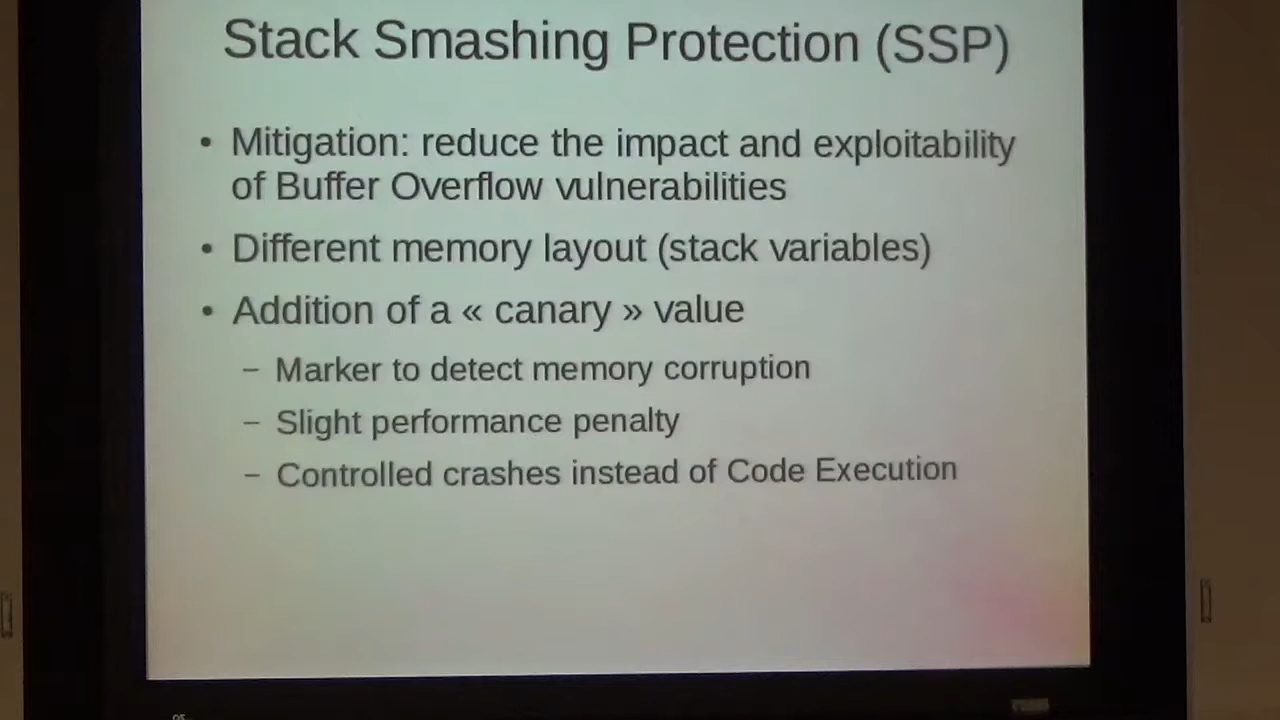 Stack Smashing Protection (SSP)
• Mitigation: reduce the impact and exploitability
of Buffer Overflow vulnerabilities
• Different memory layout (stack variables)
• Addition of a « canary » value
– Marker to detect memory corruption
– Slight performance penalty
– Controlled crashes instead of Code Execution